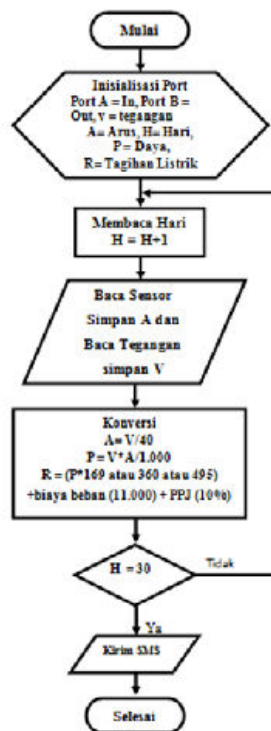 Mulai
Inisialisasi Port
Port A = In, Port B =
Out, v = tegangan
A= Arus, H= Hari,
P = Daya,
R= Tagihan Listrik
Membaca Hari
H = H+1
Baca Sensor
Simpan A dan
Baca Tegangan
simpan V
Konversi
A= V/40
P = V*A/1.000
R = (P*169 atau 360 atau 495)
+biaya beban (11.000) + PPJ (10%)
H = 30
Tidak
Ya
Kirim SMS
Selesai